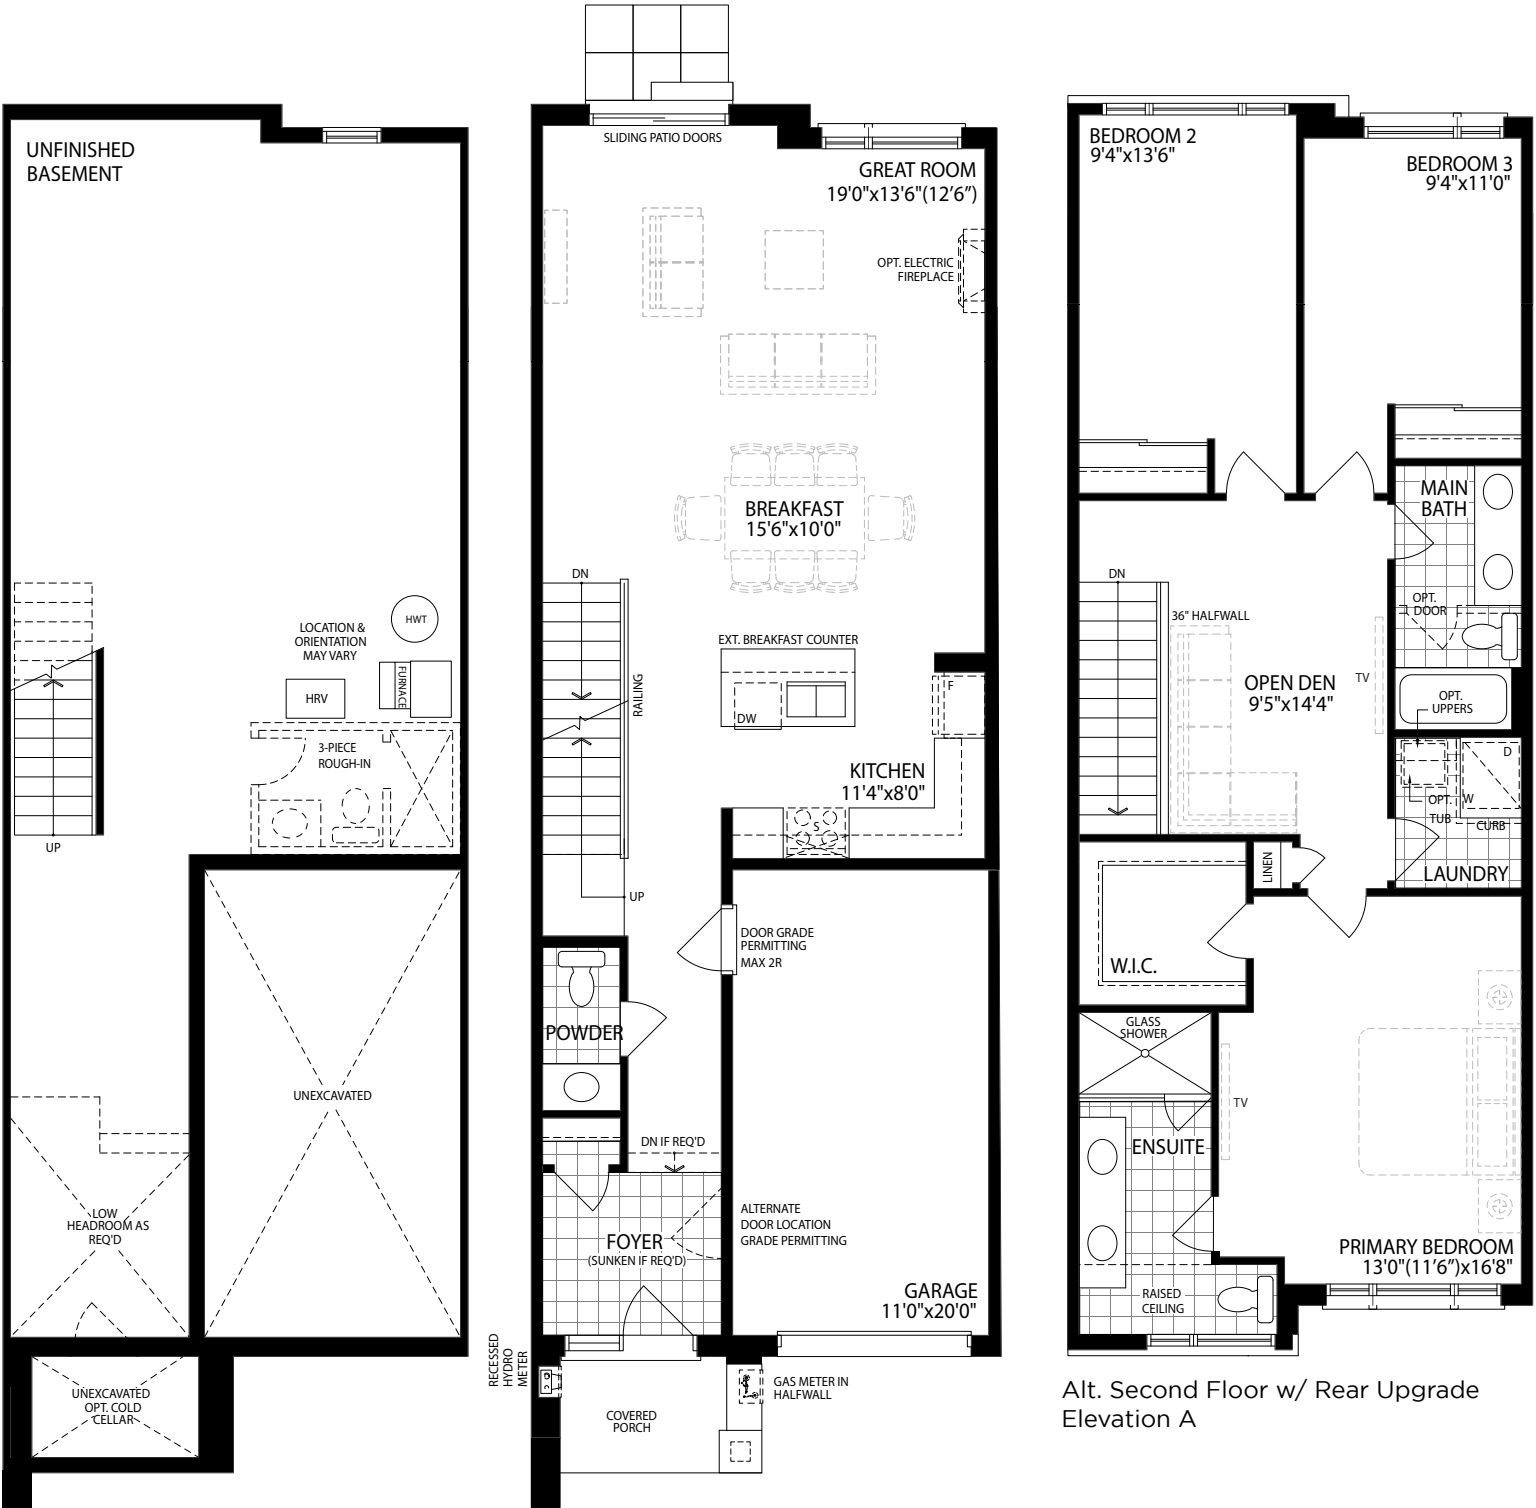 UNFINISHED
BASEMENT
LOCATION &
ORIENTATION
MAY VARY
HWT
HRV
FURNACE
3-PIECE
ROUGH-IN
UP
UNEXCAVATED
LOW
HEADROOM AS
REQ'D
UNEXCAVATED
OPT. COLD
CELLAR
SLIDING PATIO DOORS
GREAT ROOM
19'0"x13'6"(12'6")
OPT. ELECTRIC
FIREPLACE
BREAKFAST
15'6"x10'0"
DN
RAILING
EXT. BREAKFAST COUNTER
DW
F
KITCHEN
11'4"x8'0"
S
UP
DOOR GRADE
PERMITTING
MAX 2R
POWDER
DN IF REQ'D
ALTERNATE
DOOR LOCATION
GRADE PERMITTING
FOYER
(SUNKEN IF REQ'D)
GARAGE
11'0"x20'0"
RECESSED
HYDRO
METER
GAS METER IN
HALFWALL
COVERED
PORCH
BEDROOM 2
9'4"x13'6"
BEDROOM 3
9'4"x11'0"
MAIN
BATH
DN
36" HALFWALL
OPT.
DOOR
OPEN DEN
9'5"x14'4"
TV
OPT.
UPPERS
D
OPT.
TUB
W
CURB
LAUNDRY
LINEN
W.I.C.
GLASS
SHOWER
TV
ENSUITE
PRIMARY BEDROOM
13'0"(11'6")x16'8"
RAISED
CEILING
Alt. Second Floor w/ Rear Upgrade
Elevation A